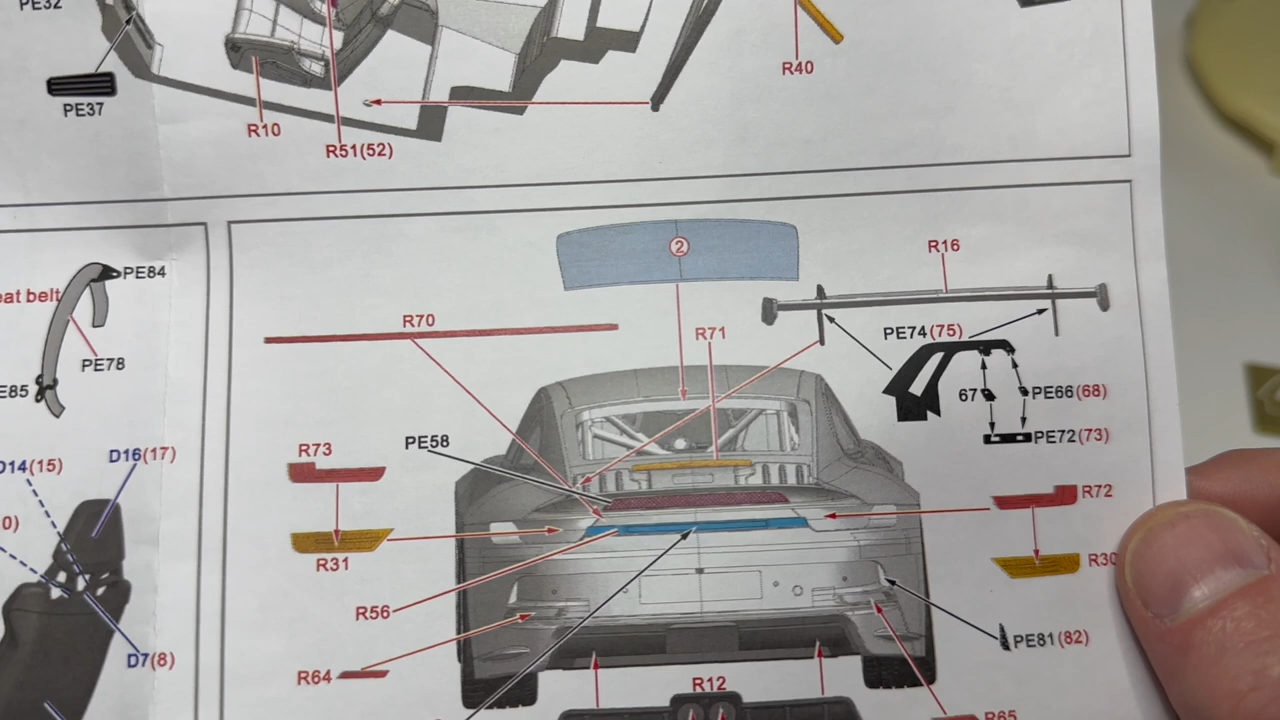 PE32
PE37
R10
R51(52)
R40
PE84
eat belt
PE78
E85
D14(15)
D16(17)
0)
D7(8)
2
R16
R70
R71
PE74(75)
67
PE66(68)
PE72(73)
PE58
R73
R72
R31
R30
R56
PE81(82)
R64
R12
R65